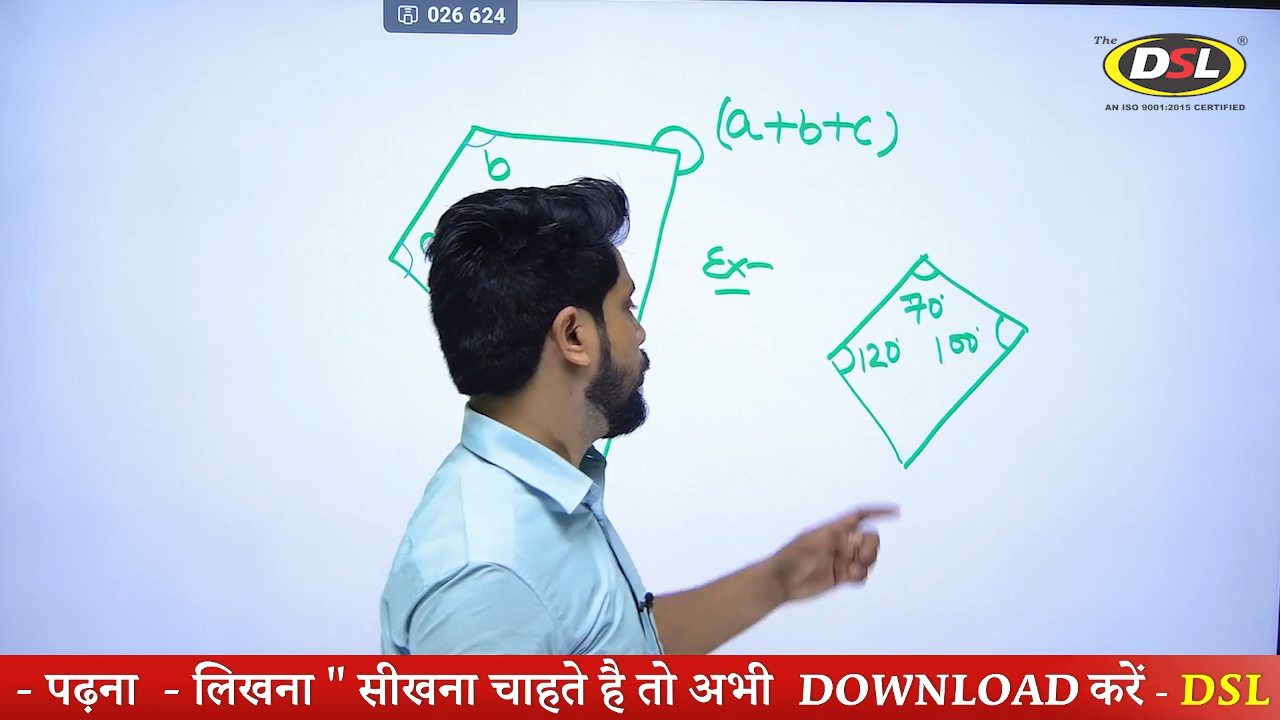 026 624
The DSL ®
AN ISO 9001:2015 CERTIFIED
(a+b+c)
b
Ex-
70°
120° 100°
- पढ़ना - लिखना " सीखना चाहते है तो अभी DOWNLOAD करें - DSL